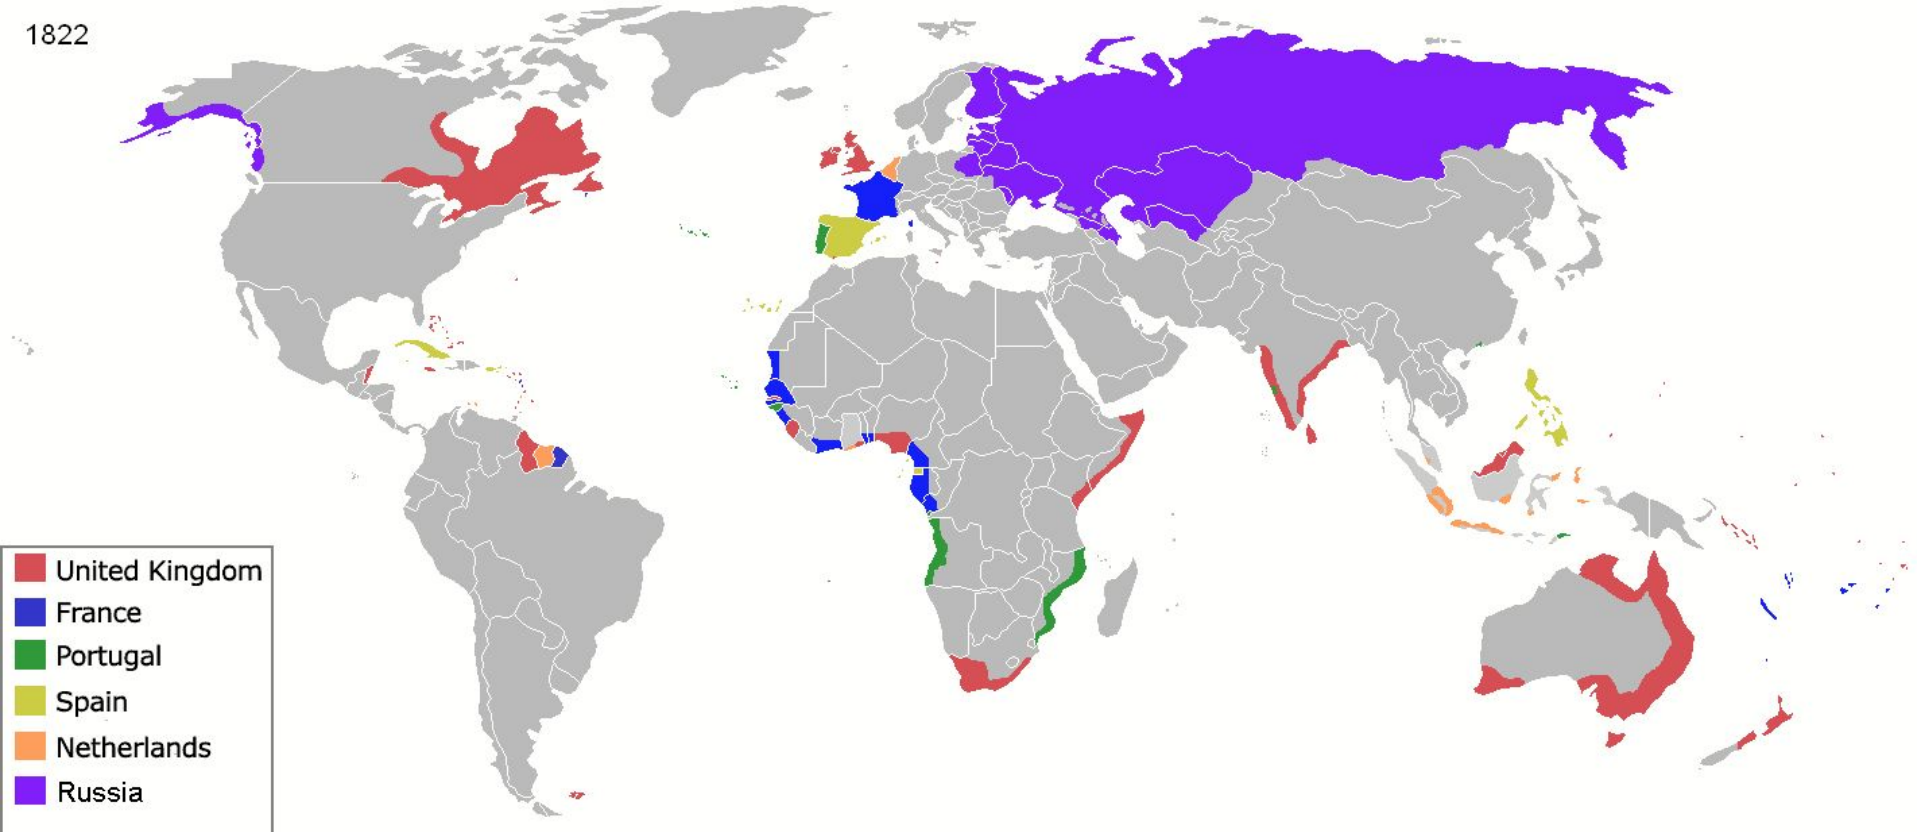 1822
United Kingdom
France
Portugal
Spain
Netherlands
Russia